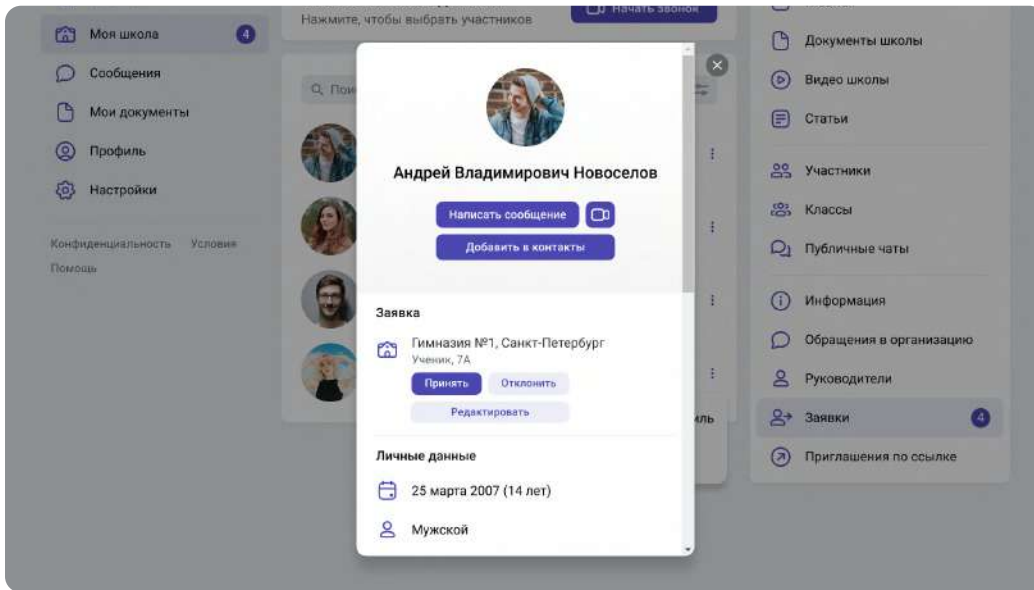 Моя школа 4
Сообщения
Мои документы
Профиль
Настройки
Конфиденциальность Условия
Помощь
Нажмите, чтобы выбрать участников
Начать звонок
Андрей Владимирович Новоселов
Написать сообщение
Добавить в контакты
Заявка
Гимназия №1, Санкт-Петербург
Ученик, 7А
Принять Отклонить
Редактировать
Личные данные
25 марта 2007 (14 лет)
Мужской
Документы школы
Видео школы
Статьи
Участники
Классы
Публичные чаты
Информация
Обращения в организацию
Руководители
Заявки 4
Приглашения по ссылке